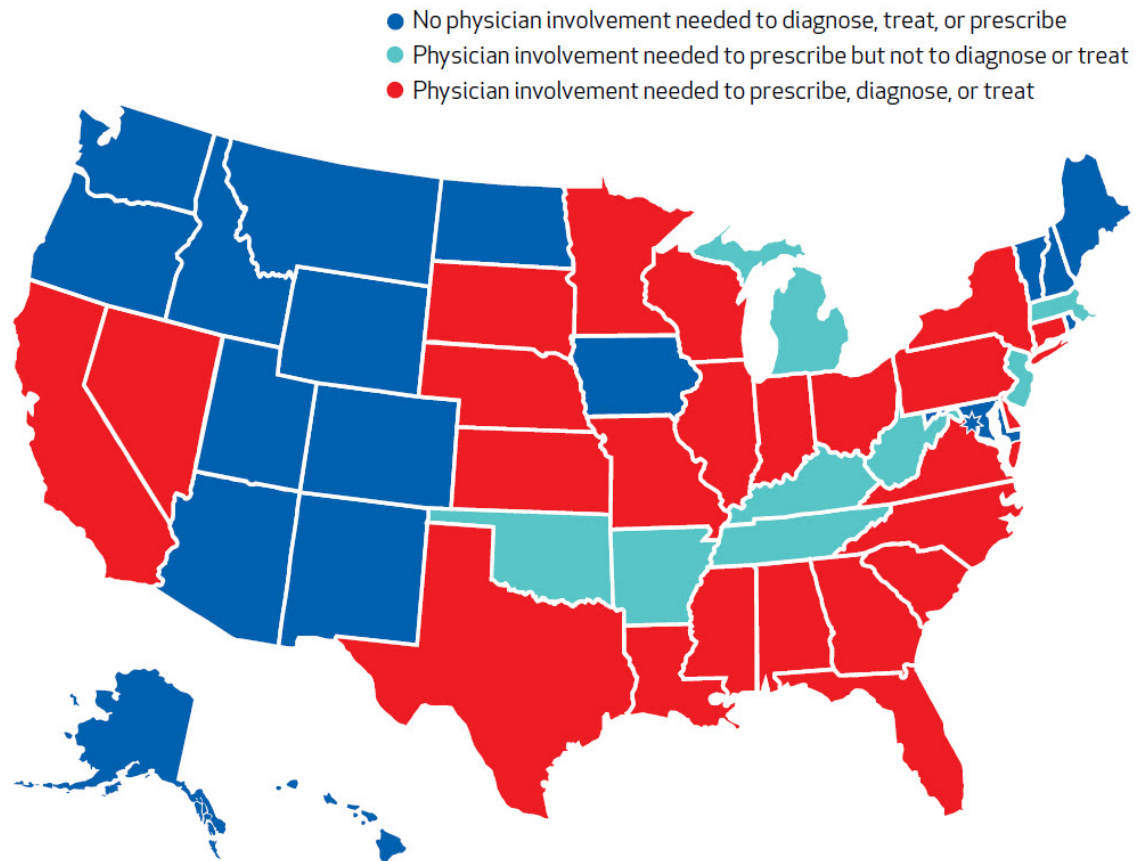 No physician involvement needed to diagnose, treat, or prescribe
Physician involvement needed to prescribe but not to diagnose or treat
Physician involvement needed to prescribe, diagnose, or treat